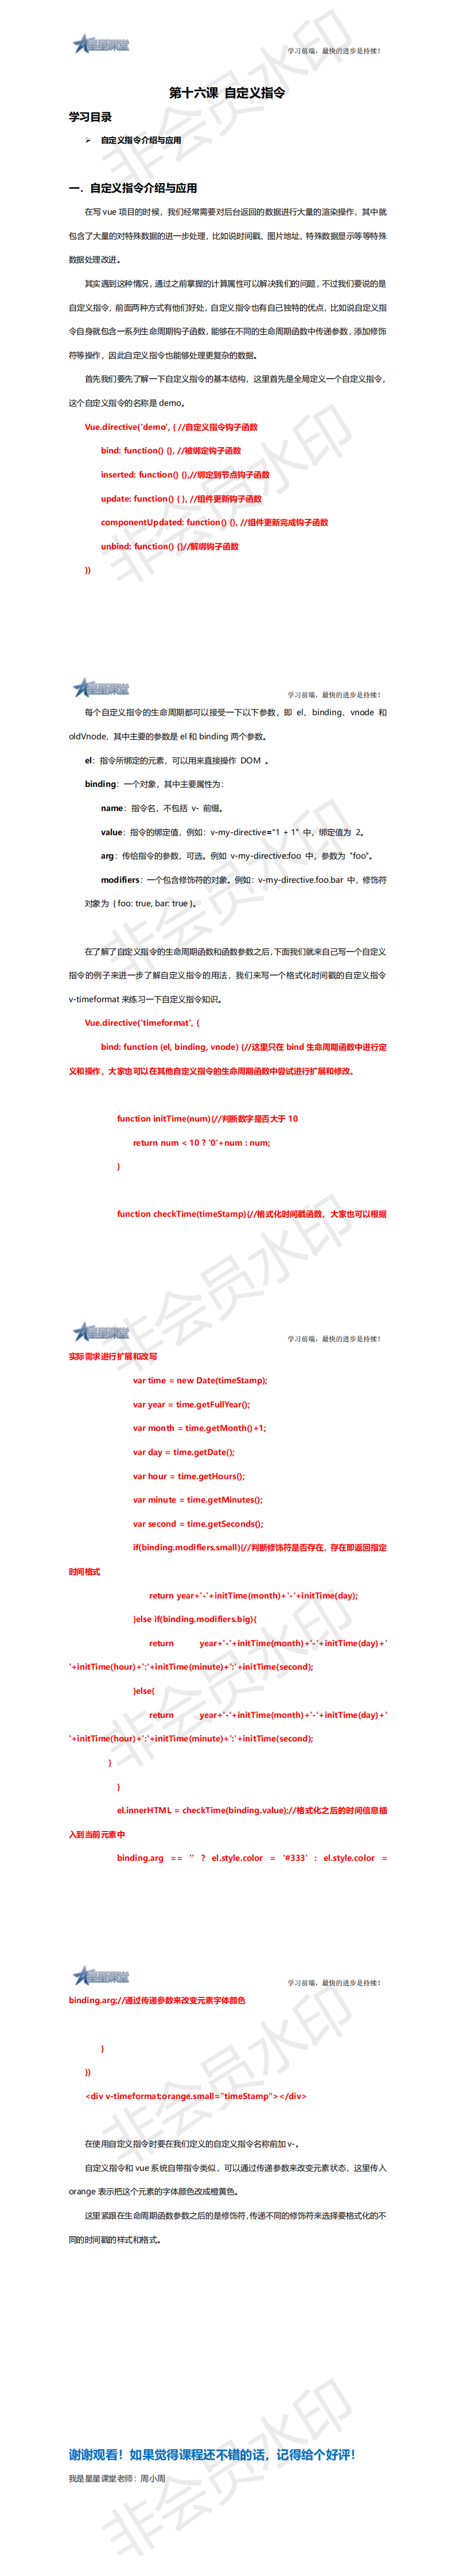 星星课堂
学习前端，最快的进步是持续！
第十六课 自定义指令
学习目录
➢ 自定义指令介绍与应用
一．自定义指令介绍与应用
在写 vue 项目的时候，我们经常需要对后台返回的数据进行大量的渲染操作，其中就
包含了大量的对特殊数据的进一步处理，比如说时间戳、图片地址、特殊数据显示等等特殊
数据处理改进。
其实遇到这种情况，通过之前掌握的计算属性可以解决我们的问题，不过我们要说的是
自定义指令，前面两种方式有他们好处，自定义指令也有自己独特的优点，比如说自定义指
令自身就包含一系列生命周期钩子函数，能够在不同的生命周期函数中传递参数，添加修饰
符等操作，因此自定义指令也能够处理更复杂的数据。
首先我们要先了解一下自定义指令的基本结构，这里首先是全局定义一个自定义指令，
这个自定义指令的名称是 demo。
Vue.directive('demo', { //自定义指令钩子函数
bind: function() {}, //被绑定钩子函数
inserted: function() {},//绑定到节点钩子函数
update: function() { }, //组件更新钩子函数
componentUpdated: function() {}, //组件更新完成钩子函数
unbind: function() {}//解绑钩子函数
})
星星课堂
学习前端，最快的进步是持续！
每个自定义指令的生命周期都可以接受一下以下参数，即 el、binding、vnode 和
oldVnode，其中主要的参数是 el 和 binding 两个参数。
el：指令所绑定的元素，可以用来直接操作 DOM 。
binding：一个对象，其中主要属性为：
name：指令名，不包括 v- 前缀。
value：指令的绑定值，例如：v-my-directive="1 + 1" 中，绑定值为 2。
arg：传给指令的参数，可选。例如 v-my-directive:foo 中，参数为 "foo"。
modifiers：一个包含修饰符的对象。例如：v-my-directive.foo.bar 中，修饰符
对象为 { foo: true, bar: true }。
在了解了自定义指令的生命周期函数和函数参数之后，下面我们就来自己写一个自定义
指令的例子来进一步了解自定义指令的用法，我们来写一个格式化时间戳的自定义指令
v-timeformat 来练习一下自定义指令知识。
Vue.directive('timeformat', {
bind: function (el, binding, vnode) {//这里只在 bind 生命周期函数中进行定
义和操作，大家也可以在其他自定义指令的生命周期函数中尝试进行扩展和修改。
function initTime(num){//判断数字是否大于 10
return num < 10 ? '0'+num : num;
}
function checkTime(timeStamp){//格式化时间戳函数，大家也可以根据
星星课堂
学习前端，最快的进步是持续！
实际需求进行扩展和改写
var time = new Date(timeStamp);
var year = time.getFullYear();
var month = time.getMonth()+1;
var day = time.getDate();
var hour = time.getHours();
var minute = time.getMinutes();
var second = time.getSeconds();
if(binding.modifiers.small){//判断修饰符是否存在，存在即返回指定
时间格式
return year+'-'+initTime(month)+'-'+initTime(day);
}else if(binding.modifiers.big){
return year+'-'+initTime(month)+'-'+initTime(day)+'
'+initTime(hour)+':'+initTime(minute)+':'+initTime(second);
}else{
return year+'-'+initTime(month)+'-'+initTime(day)+'
'+initTime(hour)+':'+initTime(minute)+':'+initTime(second);
}
}
el.innerHTML = checkTime(binding.value);//格式化之后的时间信息插
入到当前元素中
binding.arg == '' ? el.style.color = '#333' : el.style.color =
星星课堂
学习前端，最快的进步是持续！
binding.arg;//通过传递参数来改变元素字体颜色
}
})
<div v-timeformat:orange.small="timeStamp"></div>
在使用自定义指令时要在我们定义的自定义指令名称前加 v-。
自定义指令和 vue 系统自带指令类似，可以通过传递参数来改变元素状态，这里传入
orange 表示把这个元素的字体颜色改成橙黄色。
这里紧跟在生命周期函数参数之后的是修饰符，传递不同的修饰符来选择要格式化的不
同的时间戳的样式和格式。
谢谢观看！如果觉得课程还不错的话，记得给个好评！
我是星星课堂老师：周小周
非会员水印
非会员水印
非会员水印
非会员水印
非会员水印
非会员水印
非会员水印